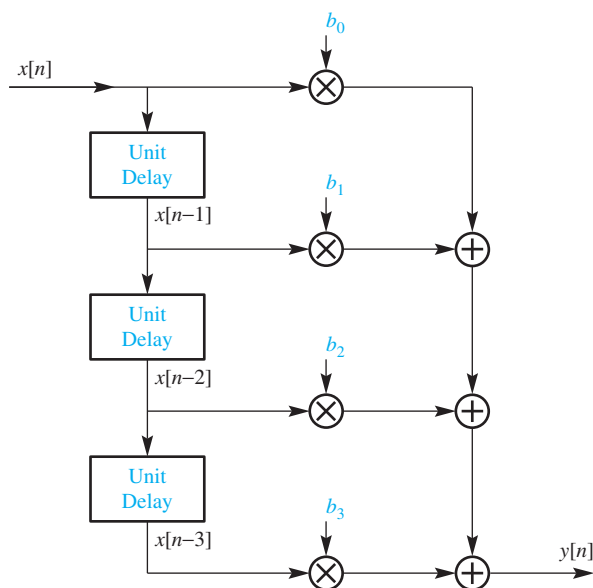 b₀
x[n]
Unit
Delay
b₁
x[n−1]
Unit
Delay
b₂
x[n−2]
Unit
Delay
b₃
x[n−3]
y[n]